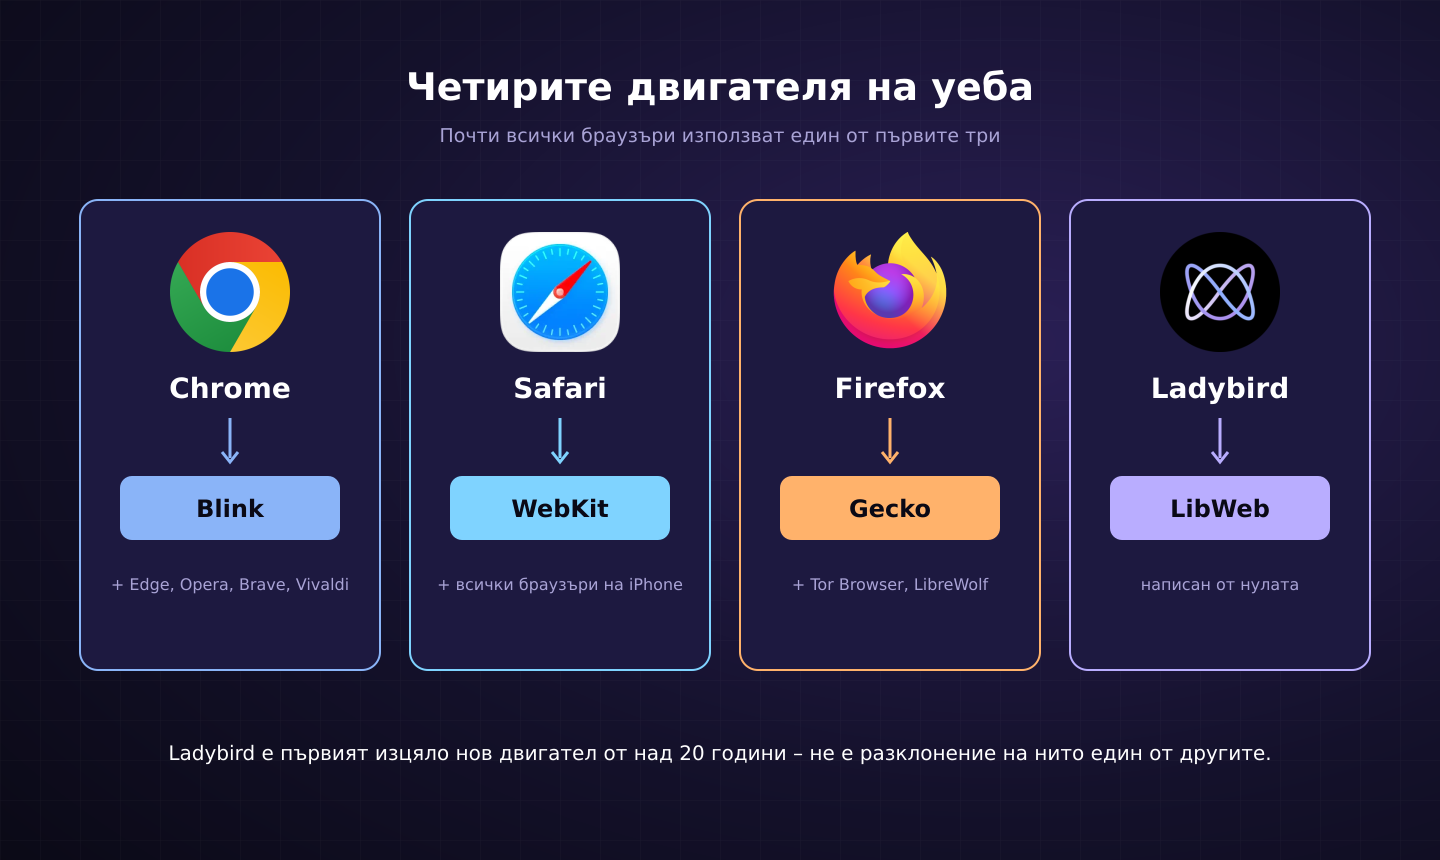 Четирите двигателя на уеба
Почти всички браузъри използват един от първите три
Chrome
Safari
Firefox
Ladybird
Blink
WebKit
Gecko
LibWeb
+ Edge, Opera, Brave, Vivaldi
+ всички браузъри на iPhone
+ Tor Browser, LibreWolf
написан от нулата
Ladybird е първият изцяло нов двигател от над 20 години – не е разклонение на нито един от другите.